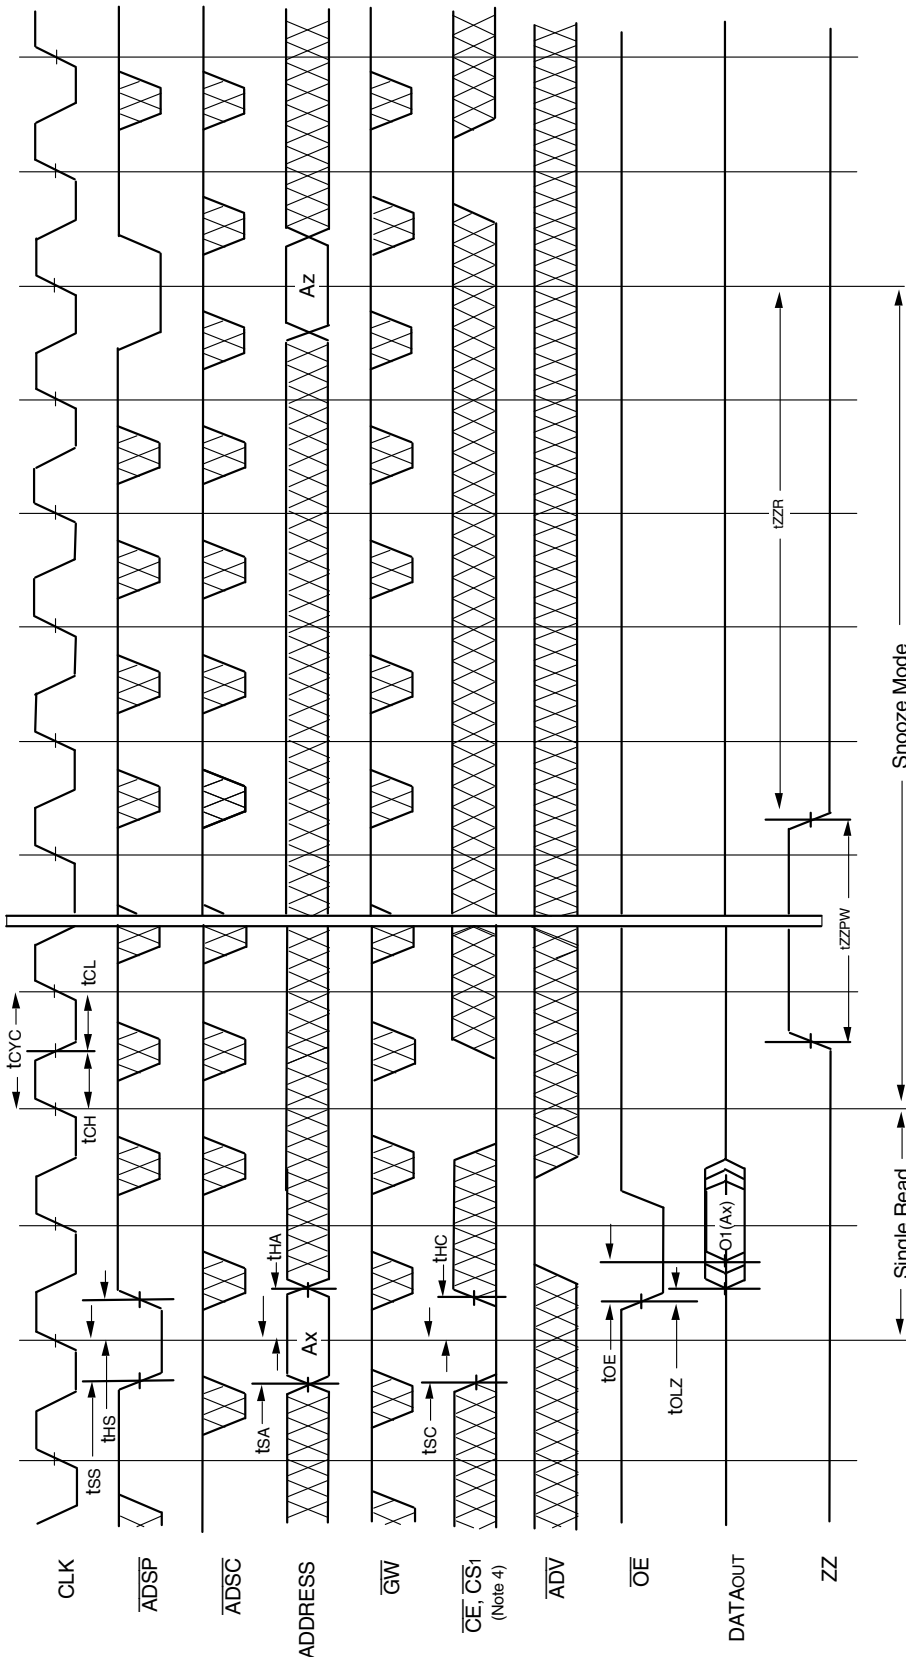 tCYC
tCH
tCL
CLK
tSS
tHS
ADSP
ADSC
tSA
tHA
ADDRESS
Ax
Az
GW
tSC
tHC
CE, CS1
(Note 4)
ADV
OE
tOE
tOLZ
DATAOUT
O1(Ax)
tZZR
tZZPW
ZZ
Single Read
Snooze Mode